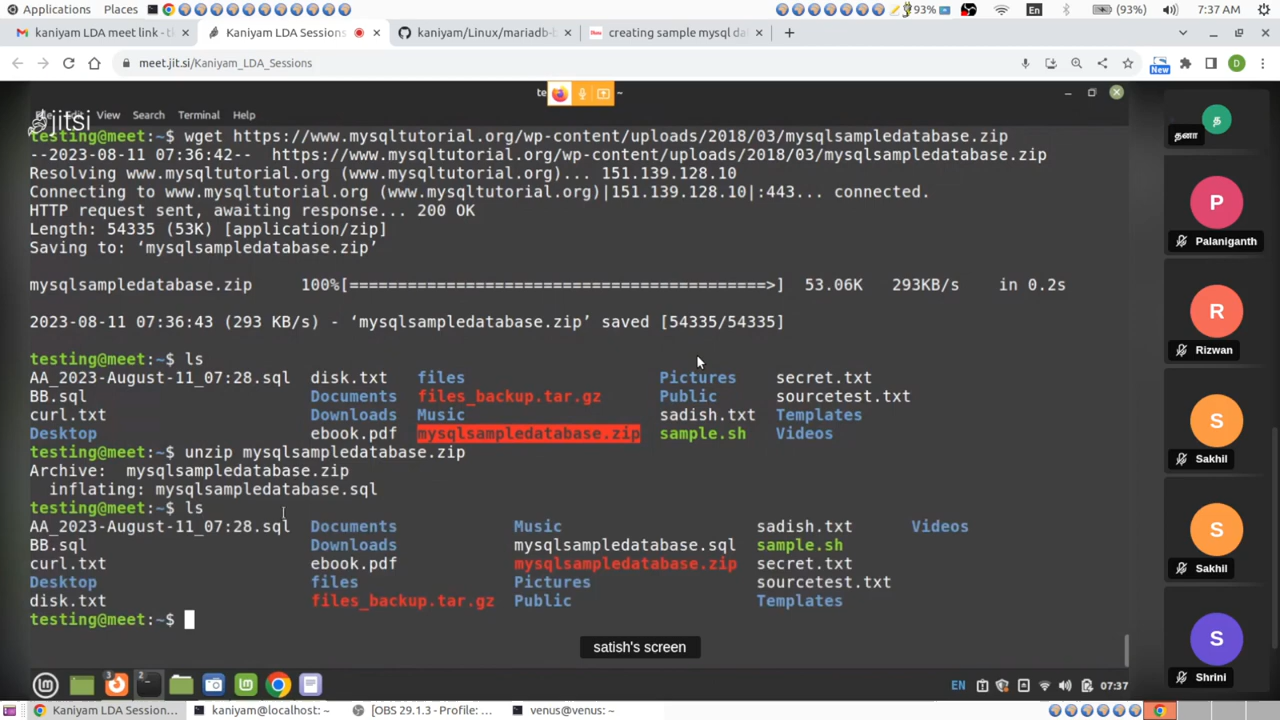 Applications Places 93% En (93%) 7:37 AM
Kaniyam LDA meet link - t Kaniyam LDA Sessions kaniyam/Linux/mariadb-b creating sample mysql da
meet.jit.si/Kaniyam_LDA_Sessions New D
jitsi
View Search Terminal Help
testing@meet:~$ wget https://www.mysqltutorial.org/wp-content/uploads/2018/03/mysqlsampledatabase.zip
--2023-08-11 07:36:42-- https://www.mysqltutorial.org/wp-content/uploads/2018/03/mysqlsampledatabase.zip
Resolving www.mysqltutorial.org (www.mysqltutorial.org)... 151.139.128.10
Connecting to www.mysqltutorial.org (www.mysqltutorial.org)|151.139.128.10|:443... connected.
HTTP request sent, awaiting response... 200 OK
Length: 54335 (53K) [application/zip]
Saving to: ‘mysqlsampledatabase.zip’
mysqlsampledatabase.zip 100%[===========================================>] 53.06K 293KB/s in 0.2s
2023-08-11 07:36:43 (293 KB/s) - ‘mysqlsampledatabase.zip’ saved [54335/54335]
testing@meet:~$ ls
AA_2023-August-11_07:28.sql disk.txt files Pictures secret.txt
BB.sql Documents files_backup.tar.gz Public sourcetest.txt
curl.txt Downloads Music sadish.txt Templates
Desktop ebook.pdf mysqlsampledatabase.zip sample.sh Videos
testing@meet:~$ unzip mysqlsampledatabase.zip
Archive: mysqlsampledatabase.zip
inflating: mysqlsampledatabase.sql
testing@meet:~$ ls
AA_2023-August-11_07:28.sql Documents Music sadish.txt Videos
BB.sql Downloads mysqlsampledatabase.sql sample.sh
curl.txt ebook.pdf mysqlsampledatabase.zip secret.txt
Desktop files Pictures sourcetest.txt
disk.txt files_backup.tar.gz Public Templates
testing@meet:~$
satish's screen
EN 07:37
த
தனா
P
Palaniganth
R
Rizwan
S
Sakhil
S
Sakhil
S
Shrini
Kaniyam LDA Session... kaniyam@localhost: ~ [OBS 29.1.3 - Profile: ... venus@venus: ~